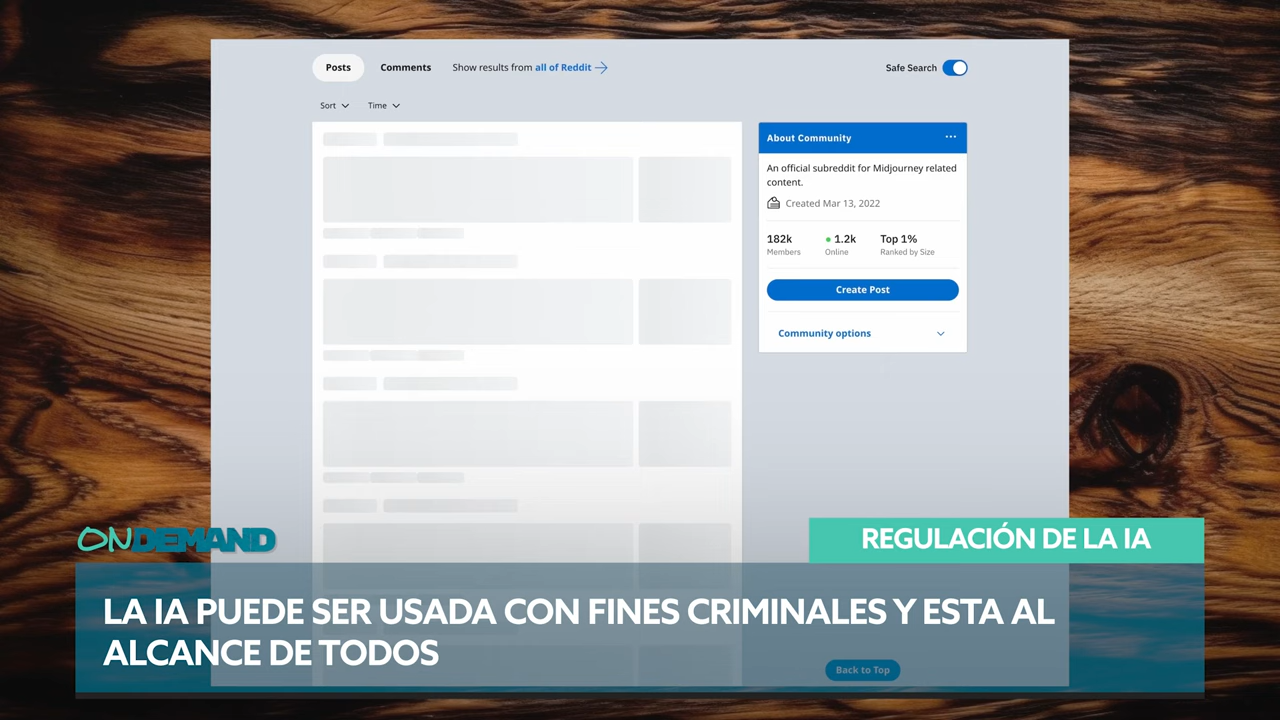 Posts Comments Show results from all of Reddit → Safe Search
Sort Time
About Community ...
An official subreddit for Midjourney related
content.
Created Mar 13, 2022
182k 1.2k Top 1%
Members Online Ranked by Size
Create Post
Community options
ONDEMAND
REGULACIÓN DE LA IA
LA IA PUEDE SER USADA CON FINES CRIMINALES Y ESTA AL
ALCANCE DE TODOS
Back to Top